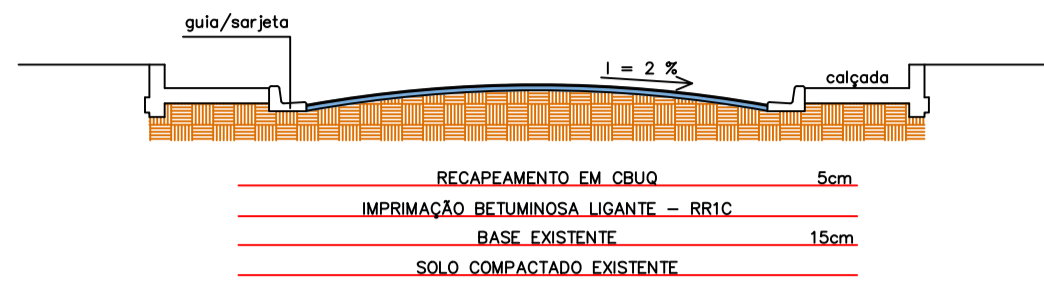 guia/sarjeta
I = 2 %
calçada
RECAPEAMENTO EM CBUQ 5cm
IMPRIMAÇÃO BETUMINOSA LIGANTE – RR1C
BASE EXISTENTE 15cm
SOLO COMPACTADO EXISTENTE